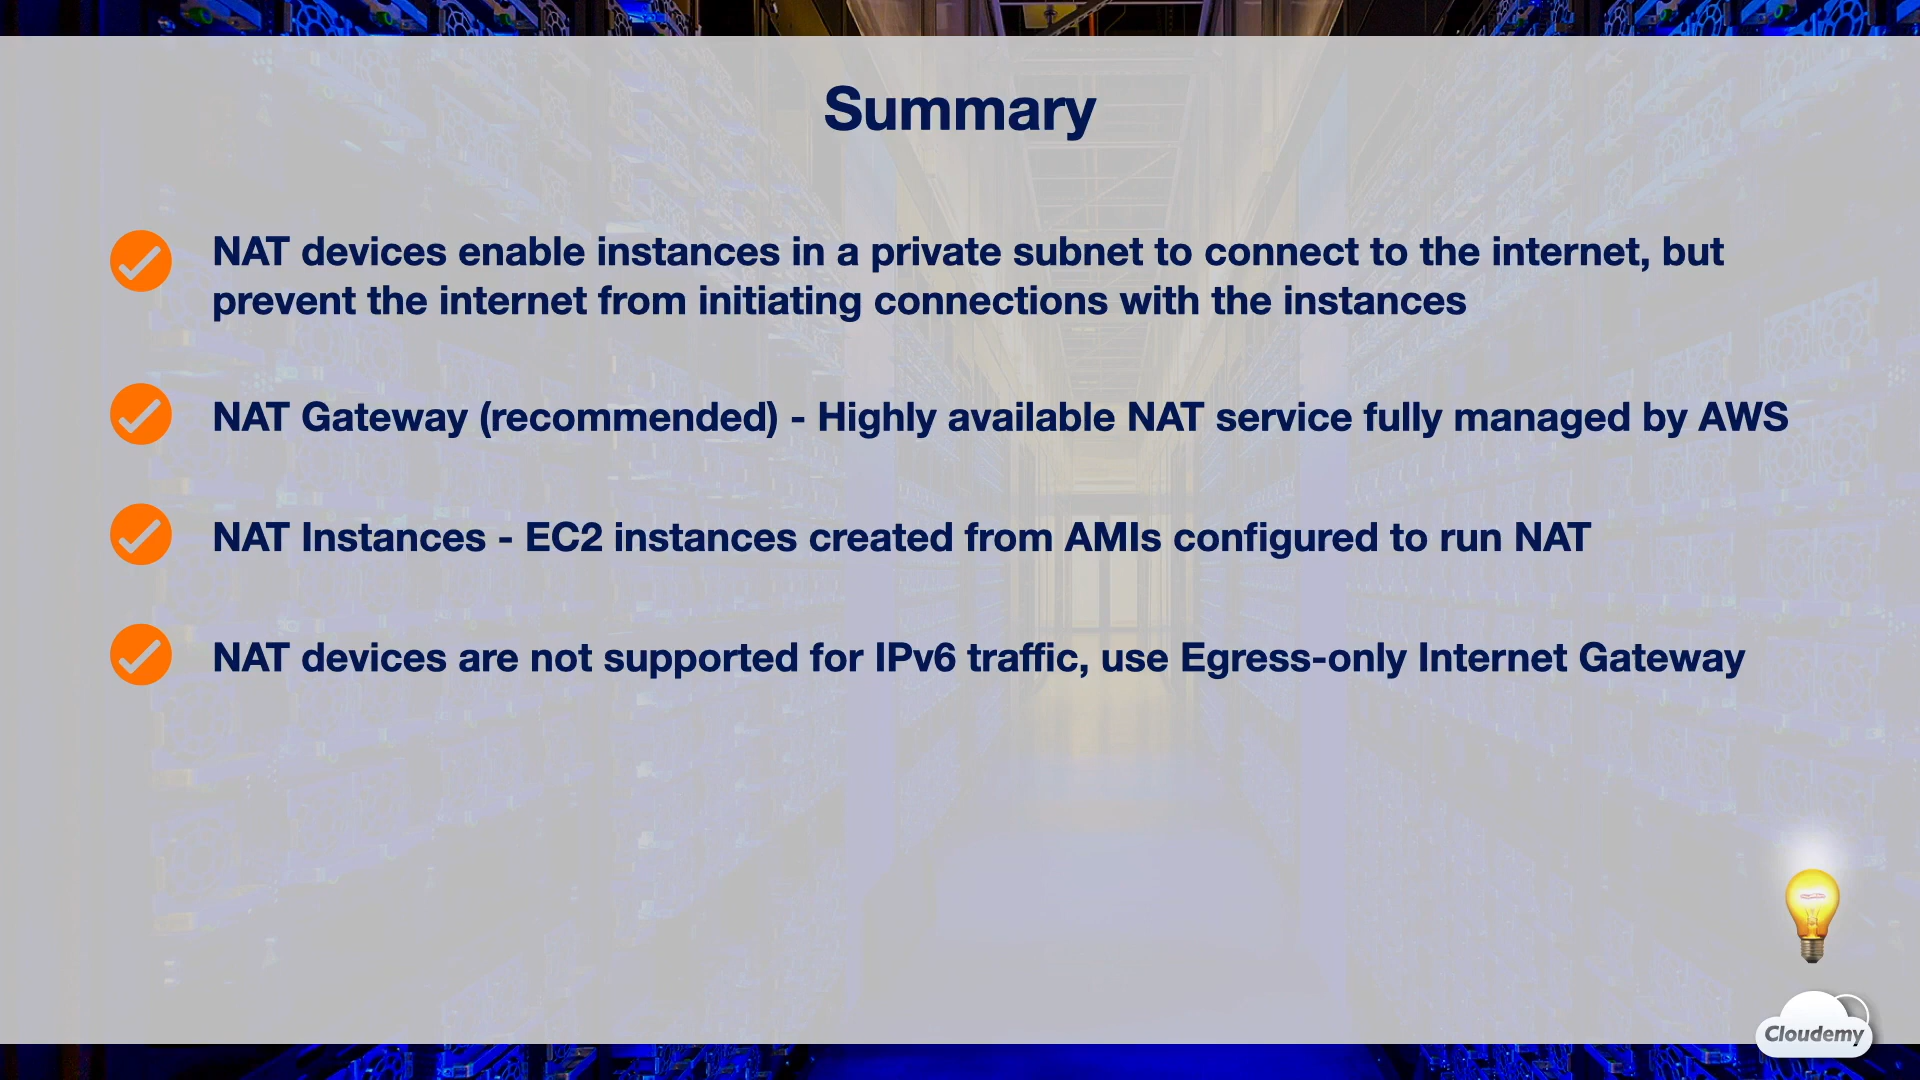 Summary
NAT devices enable instances in a private subnet to connect to the internet, but
prevent the internet from initiating connections with the instances
NAT Gateway (recommended) - Highly available NAT service fully managed by AWS
NAT Instances - EC2 instances created from AMIs configured to run NAT
NAT devices are not supported for IPv6 traffic, use Egress-only Internet Gateway
Cloudemy